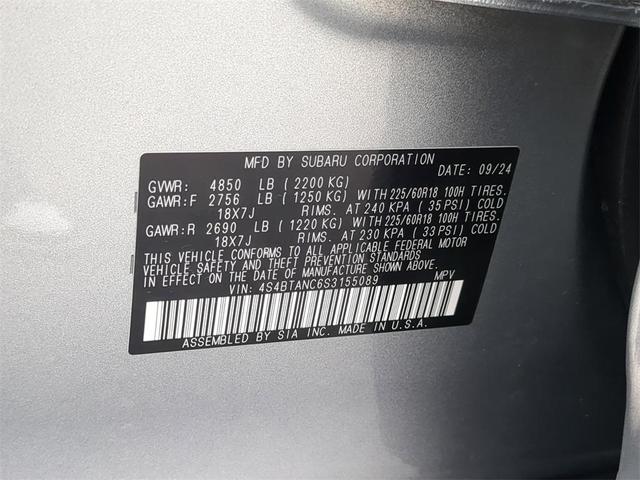 MFD BY SUBARU CORPORATION
DATE: 09/24
GVWR: 4850 LB (2200 KG)
GAWR:F 2756 LB (1250 KG) WITH 225/60R18 100H TIRES.
18X7J RIMS. AT 240 KPA (35 PSI) COLD
GAWR:R 2690 LB (1220 KG) WITH 225/60R18 100H TIRES.
18X7J RIMS. AT 230 KPA (33 PSI) COLD
THIS VEHICLE CONFORMS TO ALL APPLICABLE FEDERAL MOTOR
VEHICLE SAFETY AND THEFT PREVENTION STANDARDS
IN EFFECT ON THE DATE OF MANUFACTURE SHOWN ABOVE.
VIN: 4S4BTANC6S3155089 MPV
ASSEMBLED BY SIA INC. MADE IN U.S.A.